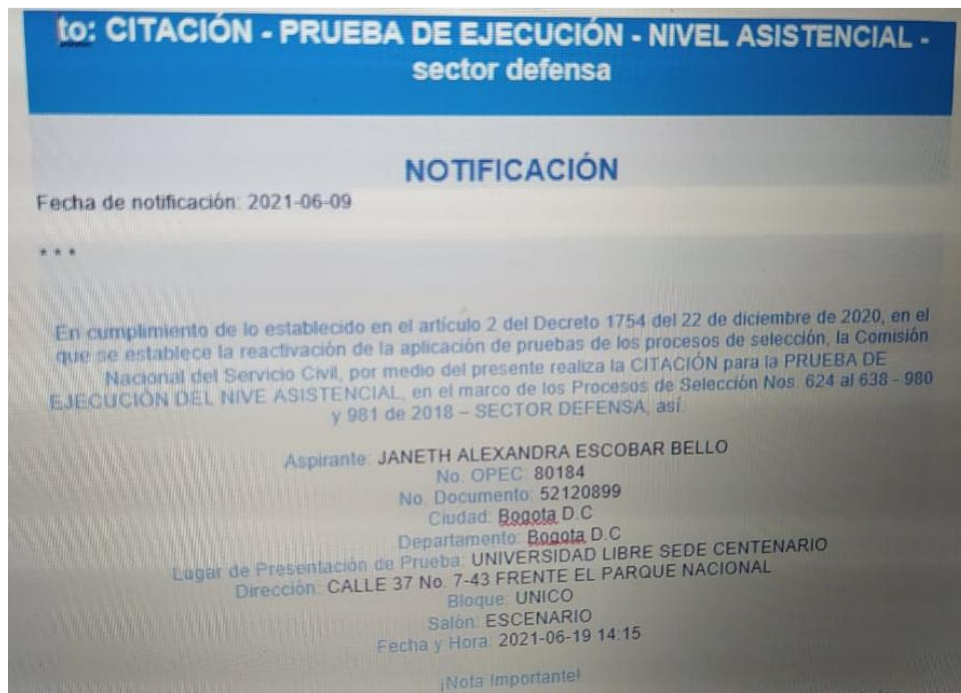 to: CITACIÓN - PRUEBA DE EJECUCIÓN - NIVEL ASISTENCIAL -
sector defensa
NOTIFICACIÓN
Fecha de notificación: 2021-06-09
* * *
En cumplimiento de lo establecido en el artículo 2 del Decreto 1754 del 22 de diciembre de 2020, en el
que se establece la reactivación de la aplicación de pruebas de los procesos de selección, la Comisión
Nacional del Servicio Civil, por medio del presente realiza la CITACIÓN para la PRUEBA DE
EJECUCIÓN DEL NIVE ASISTENCIAL, en el marco de los Procesos de Selección Nos. 624 al 638 - 980
y 981 de 2018 – SECTOR DEFENSA, así.
Aspirante: JANETH ALEXANDRA ESCOBAR BELLO
No. OPEC: 80184
No. Documento: 52120899
Ciudad: Bogota D.C
Departamento: Bogota D.C
Lugar de Presentación de Prueba: UNIVERSIDAD LIBRE SEDE CENTENARIO
Dirección: CALLE 37 No. 7-43 FRENTE EL PARQUE NACIONAL
Bloque: UNICO
Salón: ESCENARIO
Fecha y Hora: 2021-06-19 14:15
¡Nota Importante!